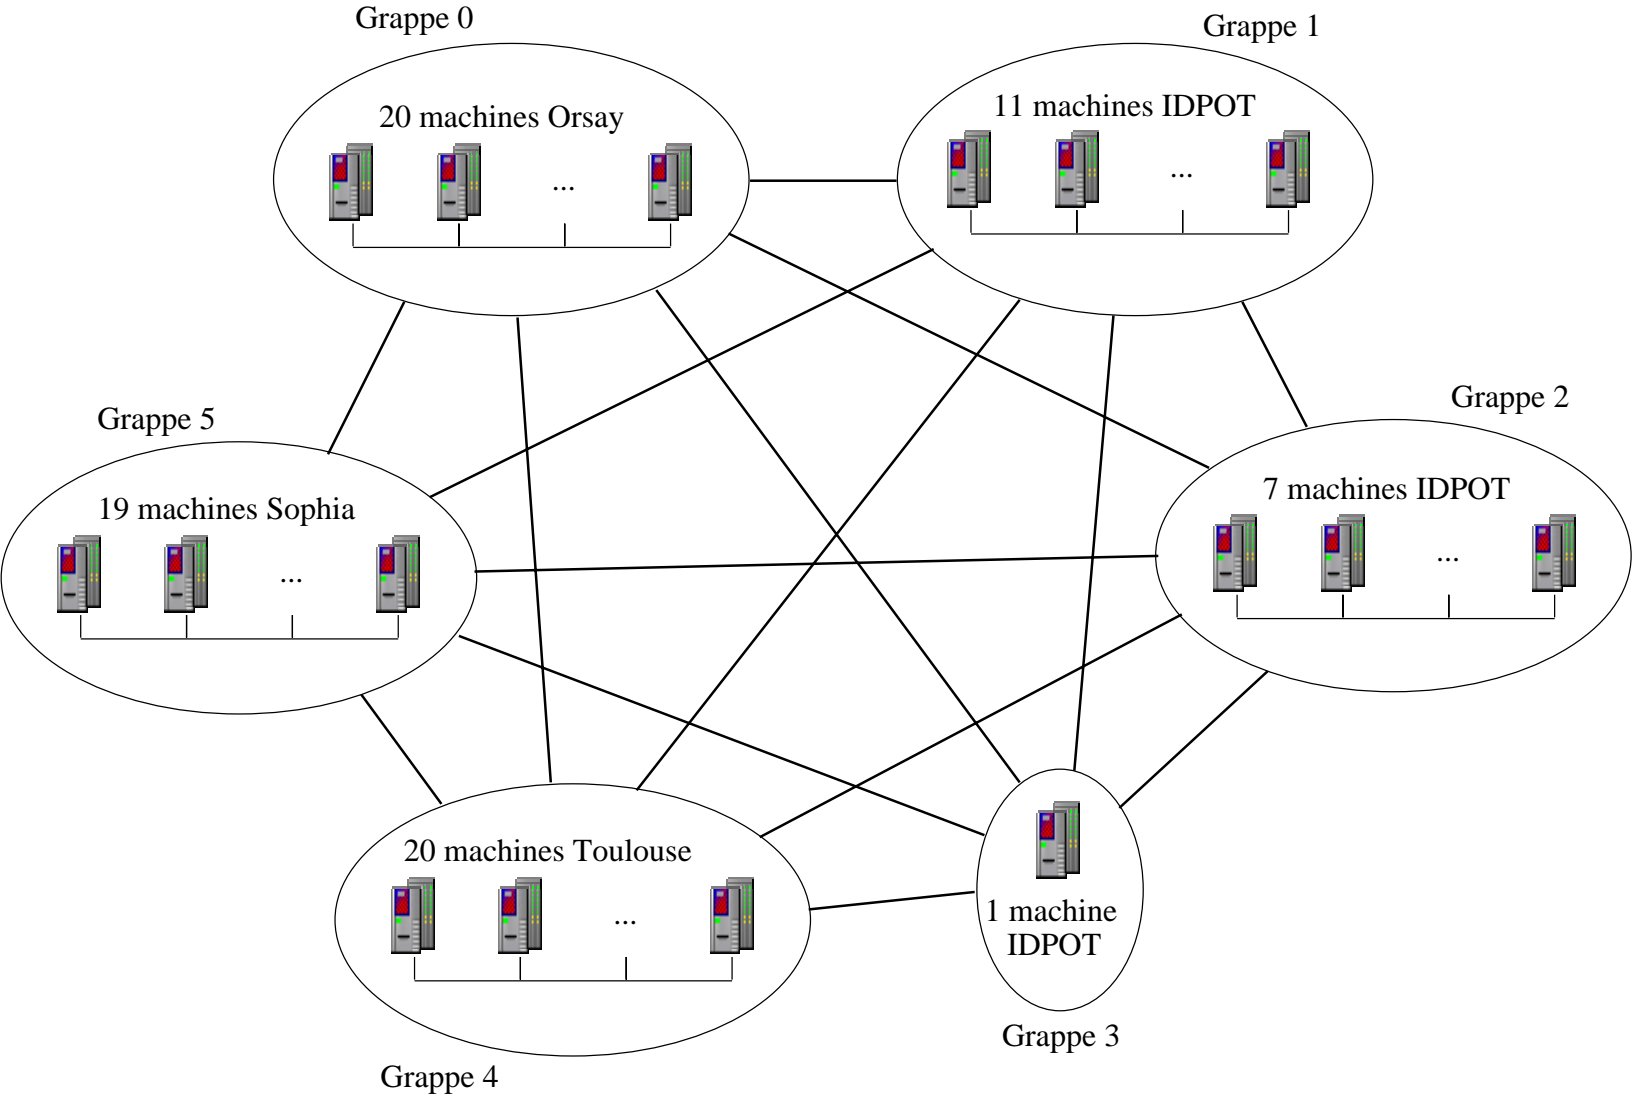 Grappe 0
Grappe 1
20 machines Orsay
...
11 machines IDPOT
...
Grappe 5
Grappe 2
19 machines Sophia
...
7 machines IDPOT
...
20 machines Toulouse
...
1 machine
IDPOT
Grappe 3
Grappe 4